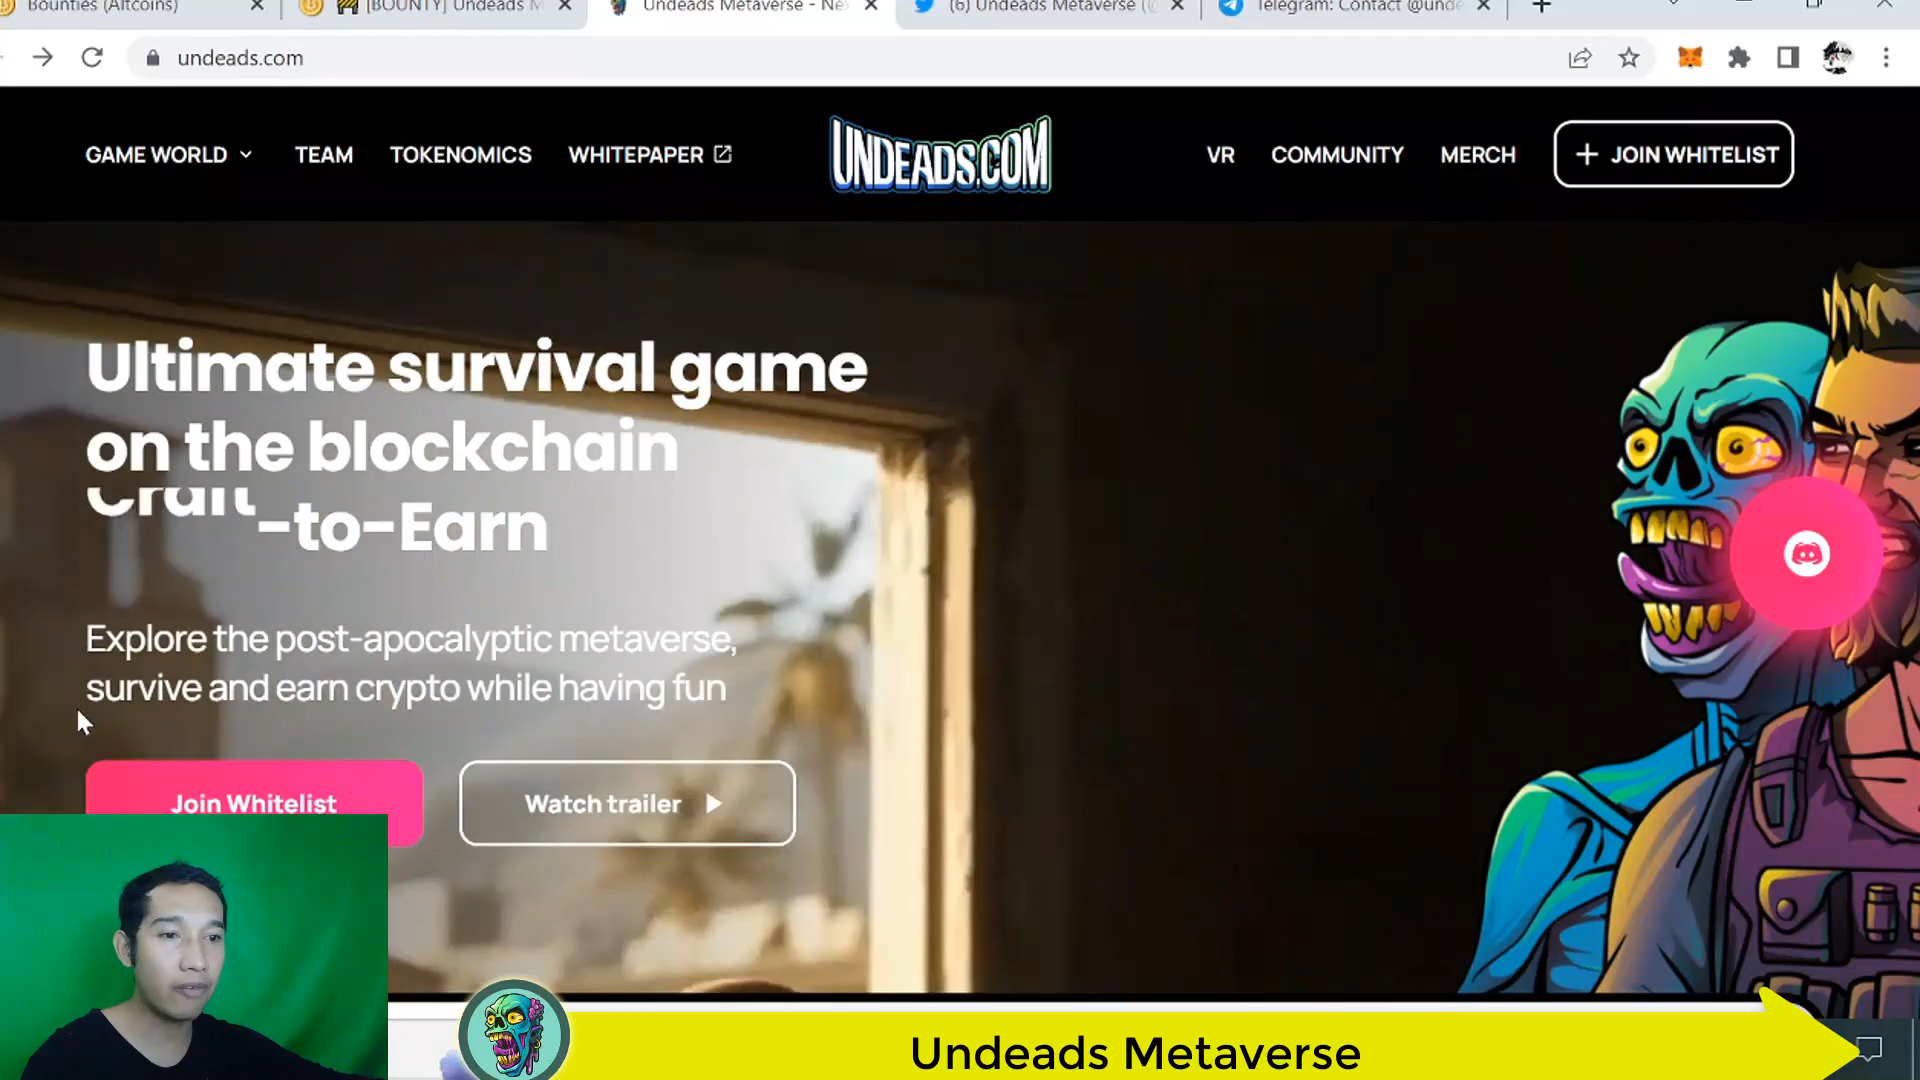 Bounties (Altcoins)
[BOUNTY] Undeads M
Undeads Metaverse - Ne
(6) Undeads Metaverse (@
Telegram: Contact @unde
undeads.com
GAME WORLD
TEAM
TOKENOMICS
WHITEPAPER
UNDEADS.COM
VR
COMMUNITY
MERCH
+ JOIN WHITELIST
Ultimate survival game
on the blockchain
Craft-to-Earn
Explore the post-apocalyptic metaverse,
survive and earn crypto while having fun
Join Whitelist
Watch trailer
Undeads Metaverse